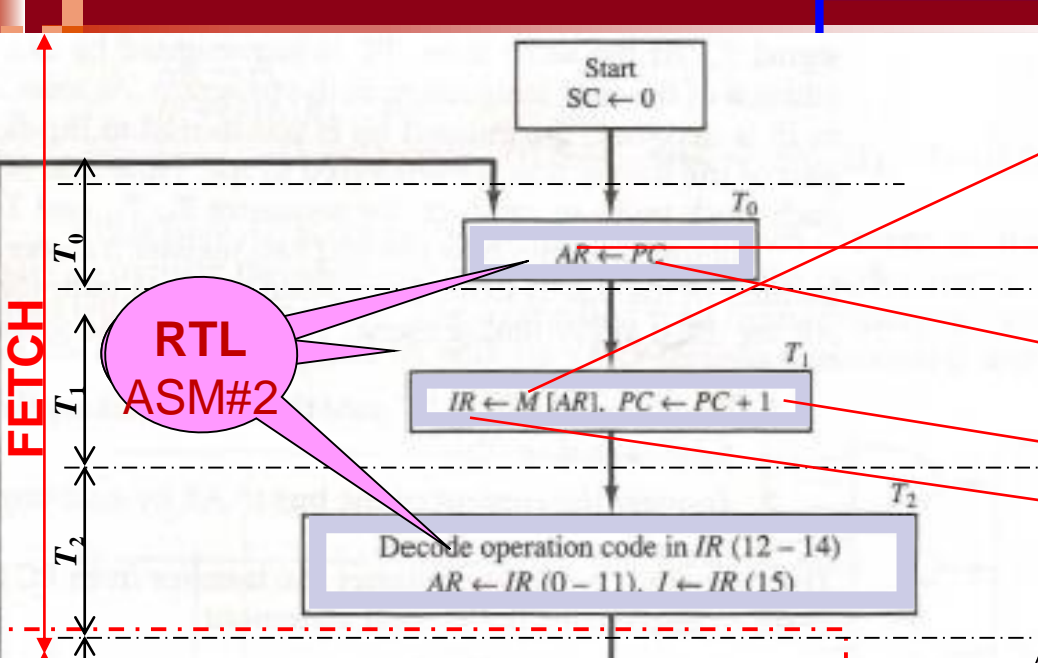 Start
SC ← 0
T₀
T₀
AR ← PC
FETCH
RTL
ASM#2
T₁
T₁
IR ← M [AR], PC ← PC + 1
T₂
T₂
Decode operation code in IR (12 – 14)
AR ← IR (0 – 11), I ← IR (15)